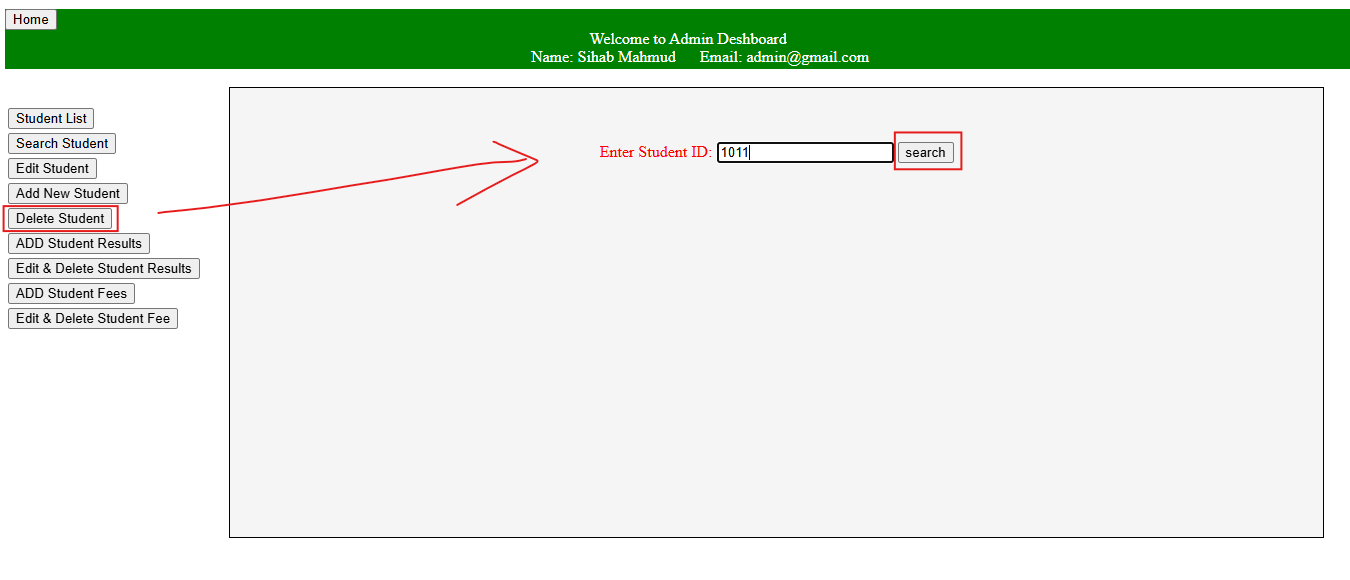 Home
Welcome to Admin Deshboard
Name: Sihab Mahmud Email: admin@gmail.com
Student List
Search Student
Edit Student
Add New Student
Delete Student
ADD Student Results
Edit & Delete Student Results
ADD Student Fees
Edit & Delete Student Fee
Enter Student ID: 1011 search